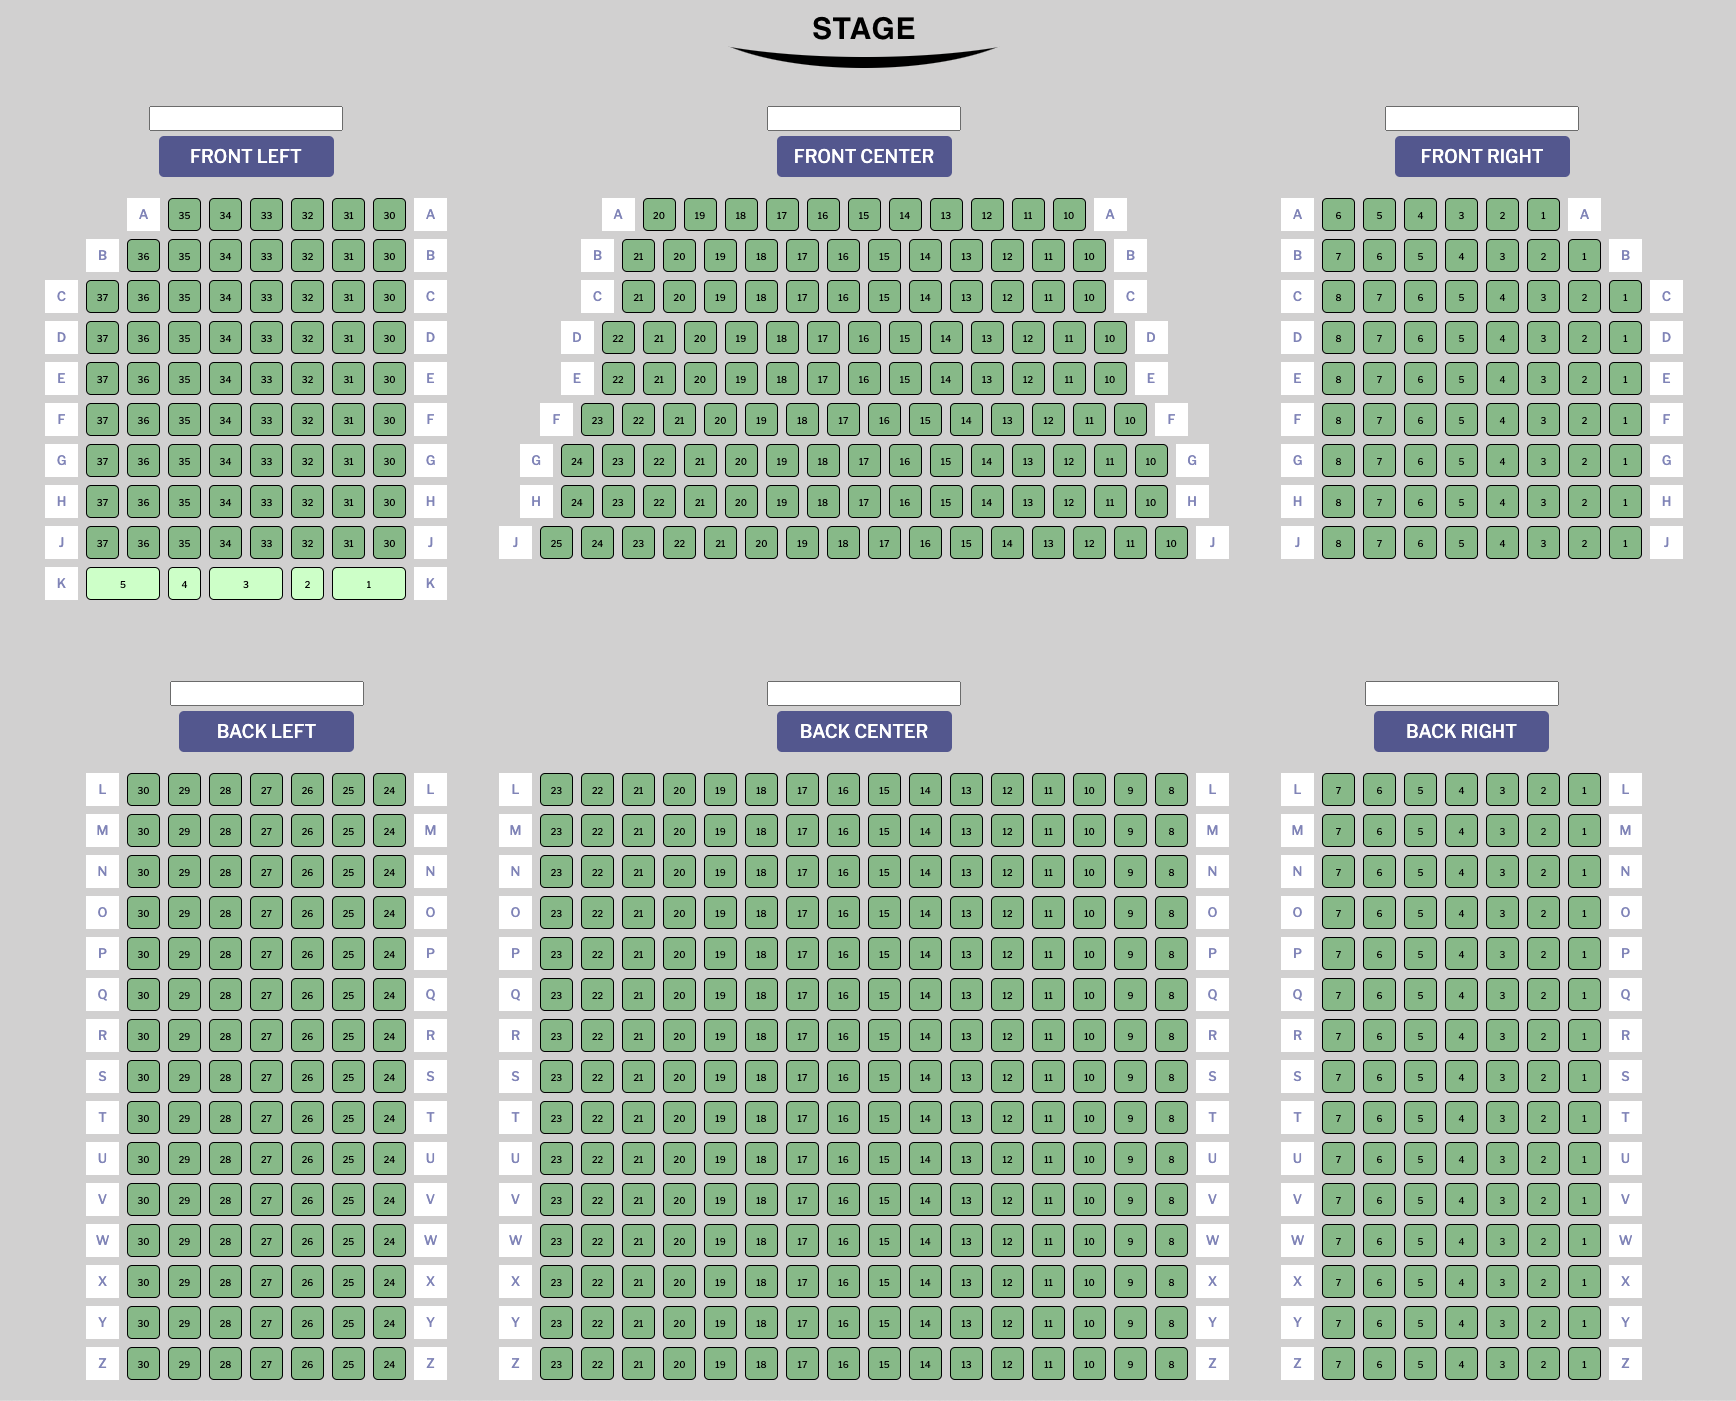 STAGE
FRONT LEFT FRONT CENTER FRONT RIGHT
A 35 34 33 32 31 30 A A 20 19 18 17 16 15 14 13 12 11 10 A A 6 5 4 3 2 1 A
B 36 35 34 33 32 31 30 B B 21 20 19 18 17 16 15 14 13 12 11 10 B B 7 6 5 4 3 2 1 B
C 37 36 35 34 33 32 31 30 C C 21 20 19 18 17 16 15 14 13 12 11 10 C C 8 7 6 5 4 3 2 1 C
D 37 36 35 34 33 32 31 30 D D 22 21 20 19 18 17 16 15 14 13 12 11 10 D D 8 7 6 5 4 3 2 1 D
E 37 36 35 34 33 32 31 30 E E 22 21 20 19 18 17 16 15 14 13 12 11 10 E E 8 7 6 5 4 3 2 1 E
F 37 36 35 34 33 32 31 30 F F 23 22 21 20 19 18 17 16 15 14 13 12 11 10 F F 8 7 6 5 4 3 2 1 F
G 37 36 35 34 33 32 31 30 G G 24 23 22 21 20 19 18 17 16 15 14 13 12 11 10 G G 8 7 6 5 4 3 2 1 G
H 37 36 35 34 33 32 31 30 H H 24 23 22 21 20 19 18 17 16 15 14 13 12 11 10 H H 8 7 6 5 4 3 2 1 H
J 37 36 35 34 33 32 31 30 J J 25 24 23 22 21 20 19 18 17 16 15 14 13 12 11 10 J J 8 7 6 5 4 3 2 1 J
K 5 4 3 2 1 K
BACK LEFT BACK CENTER BACK RIGHT
L 30 29 28 27 26 25 24 L L 23 22 21 20 19 18 17 16 15 14 13 12 11 10 9 8 L L 7 6 5 4 3 2 1 L
M 30 29 28 27 26 25 24 M M 23 22 21 20 19 18 17 16 15 14 13 12 11 10 9 8 M M 7 6 5 4 3 2 1 M
N 30 29 28 27 26 25 24 N N 23 22 21 20 19 18 17 16 15 14 13 12 11 10 9 8 N N 7 6 5 4 3 2 1 N
O 30 29 28 27 26 25 24 O O 23 22 21 20 19 18 17 16 15 14 13 12 11 10 9 8 O O 7 6 5 4 3 2 1 O
P 30 29 28 27 26 25 24 P P 23 22 21 20 19 18 17 16 15 14 13 12 11 10 9 8 P P 7 6 5 4 3 2 1 P
Q 30 29 28 27 26 25 24 Q Q 23 22 21 20 19 18 17 16 15 14 13 12 11 10 9 8 Q Q 7 6 5 4 3 2 1 Q
R 30 29 28 27 26 25 24 R R 23 22 21 20 19 18 17 16 15 14 13 12 11 10 9 8 R R 7 6 5 4 3 2 1 R
S 30 29 28 27 26 25 24 S S 23 22 21 20 19 18 17 16 15 14 13 12 11 10 9 8 S S 7 6 5 4 3 2 1 S
T 30 29 28 27 26 25 24 T T 23 22 21 20 19 18 17 16 15 14 13 12 11 10 9 8 T T 7 6 5 4 3 2 1 T
U 30 29 28 27 26 25 24 U U 23 22 21 20 19 18 17 16 15 14 13 12 11 10 9 8 U U 7 6 5 4 3 2 1 U
V 30 29 28 27 26 25 24 V V 23 22 21 20 19 18 17 16 15 14 13 12 11 10 9 8 V V 7 6 5 4 3 2 1 V
W 30 29 28 27 26 25 24 W W 23 22 21 20 19 18 17 16 15 14 13 12 11 10 9 8 W W 7 6 5 4 3 2 1 W
X 30 29 28 27 26 25 24 X X 23 22 21 20 19 18 17 16 15 14 13 12 11 10 9 8 X X 7 6 5 4 3 2 1 X
Y 30 29 28 27 26 25 24 Y Y 23 22 21 20 19 18 17 16 15 14 13 12 11 10 9 8 Y Y 7 6 5 4 3 2 1 Y
Z 30 29 28 27 26 25 24 Z Z 23 22 21 20 19 18 17 16 15 14 13 12 11 10 9 8 Z Z 7 6 5 4 3 2 1 Z